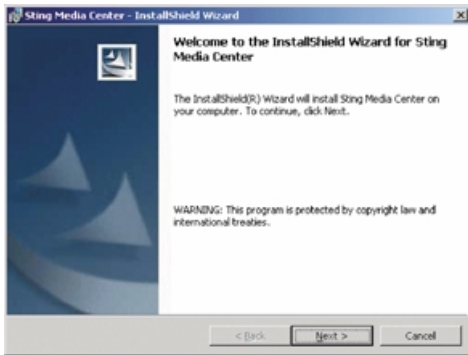 Sting Media Center - InstallShield Wizard
Welcome to the InstallShield Wizard for Sting
Media Center
The InstallShield(R) Wizard will install Sting Media Center on
your computer. To continue, click Next.
WARNING: This program is protected by copyright law and
international treaties.
< Back Next > Cancel